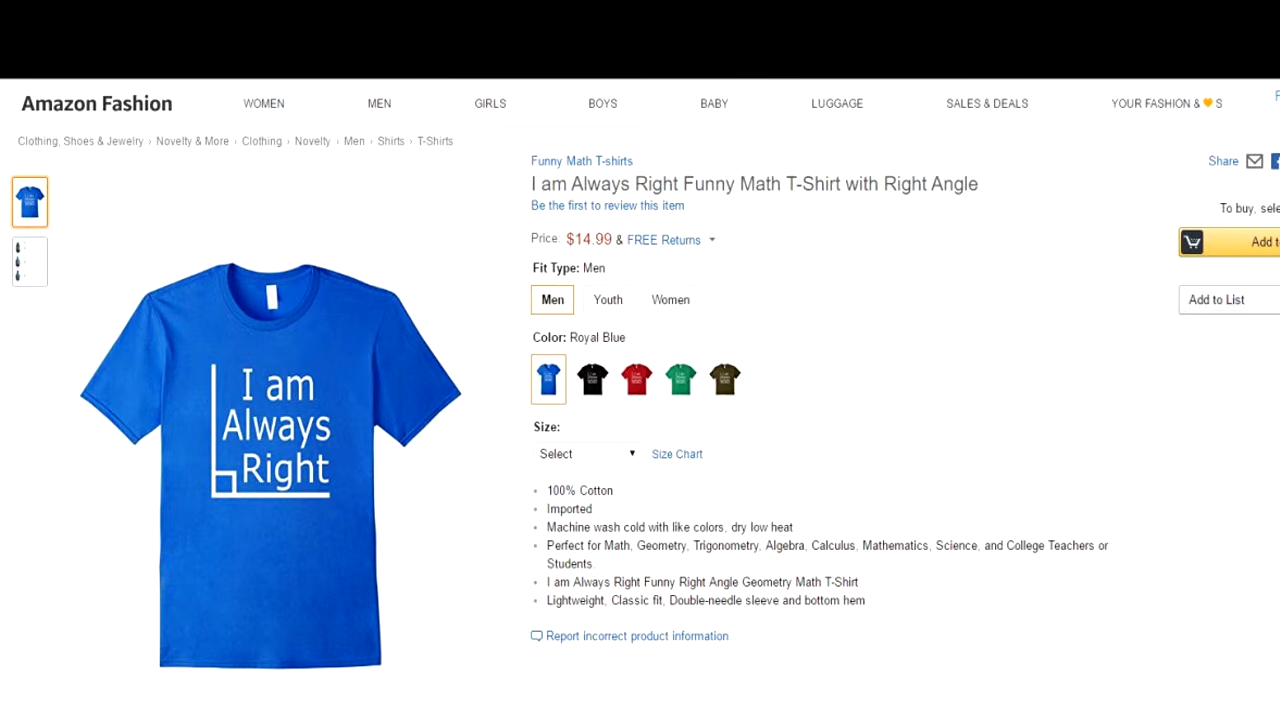 Amazon Fashion WOMEN MEN GIRLS BOYS BABY LUGGAGE SALES & DEALS YOUR FASHION & 🧡 S
Clothing, Shoes & Jewelry › Novelty & More › Clothing › Novelty › Men › Shirts › T-Shirts
Funny Math T-shirts
Share
I am Always Right Funny Math T-Shirt with Right Angle
Be the first to review this item
To buy,
Price: $14.99 & FREE Returns
Add
Fit Type: Men
Men Youth Women
Add to List
Color: Royal Blue
I am
Always
Right
Size:
Select Size Chart
• 100% Cotton
• Imported
• Machine wash cold with like colors, dry low heat
• Perfect for Math, Geometry, Trigonometry, Algebra, Calculus, Mathematics, Science, and College Teachers or
Students.
• I am Always Right Funny Right Angle Geometry Math T-Shirt
• Lightweight, Classic fit, Double-needle sleeve and bottom hem
Report incorrect product information